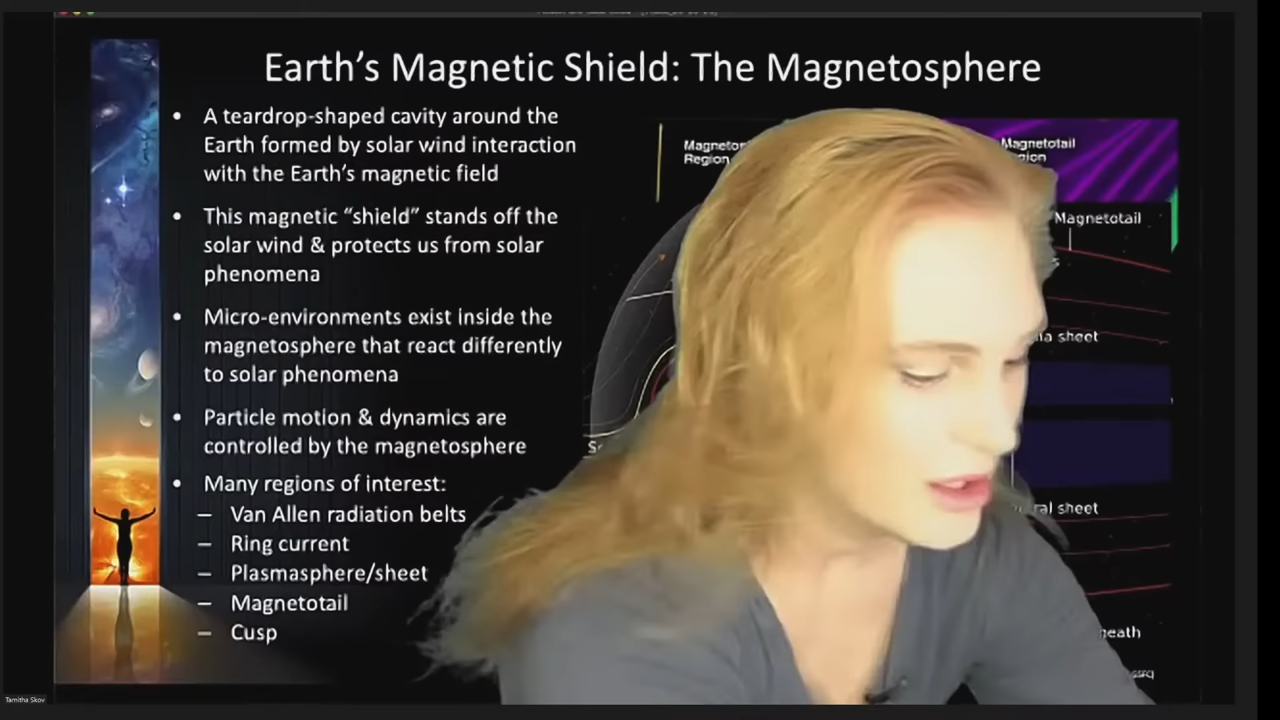 Earth's Magnetic Shield: The Magnetosphere
• A teardrop-shaped cavity around the
Earth formed by solar wind interaction
with the Earth's magnetic field
• This magnetic “shield” stands off the
solar wind & protects us from solar
phenomena
• Micro-environments exist inside the
magnetosphere that react differently
to solar phenomena
• Particle motion & dynamics are
controlled by the magnetosphere
• Many regions of interest:
– Van Allen radiation belts
– Ring current
– Plasmasphere/sheet
– Magnetotail
– Cusp
Region
Magnetotail
Magnetotail
sheet
sheet
Tamitha Skov